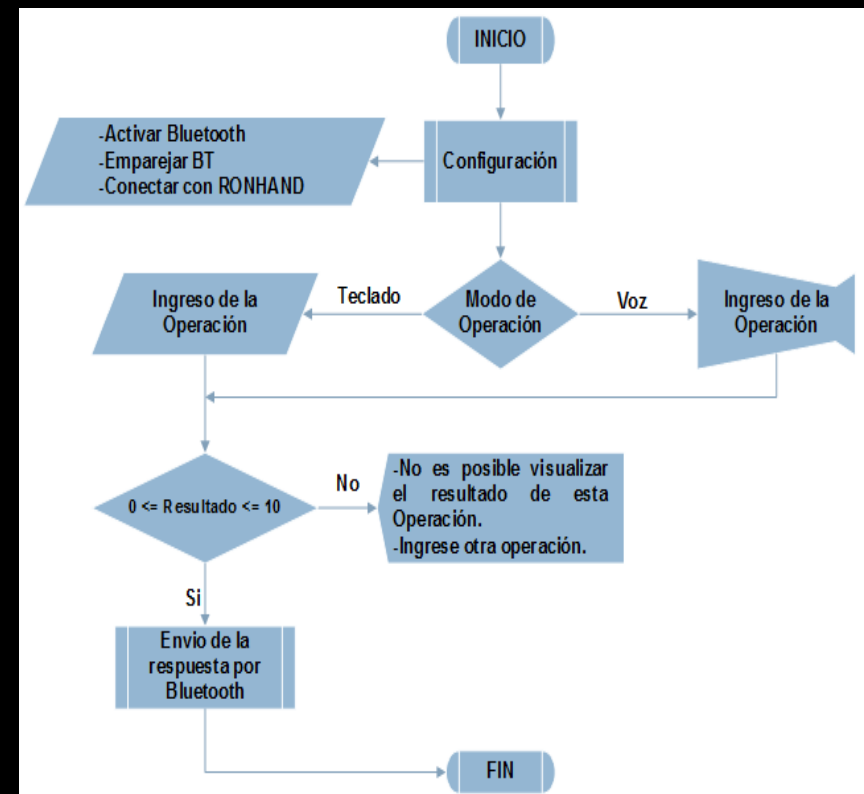 INICIO
-Activar Bluetooth
-Emparejar BT
-Conectar con RONHAND
Configuración
Ingreso de la
Operación
Teclado
Modo de
Operación
Voz
Ingreso de la
Operación
0 <= Resultado <= 10
No
-No es posible visualizar
el resultado de esta
Operación.
-Ingrese otra operación.
Si
Envio de la
respuesta por
Bluetooth
FIN